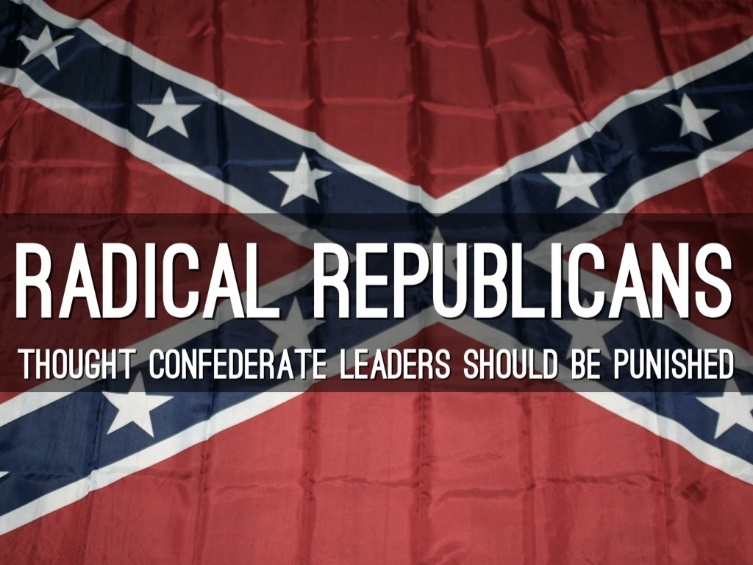 RADICAL REPUBLICANS
THOUGHT CONFEDERATE LEADERS SHOULD BE PUNISHED